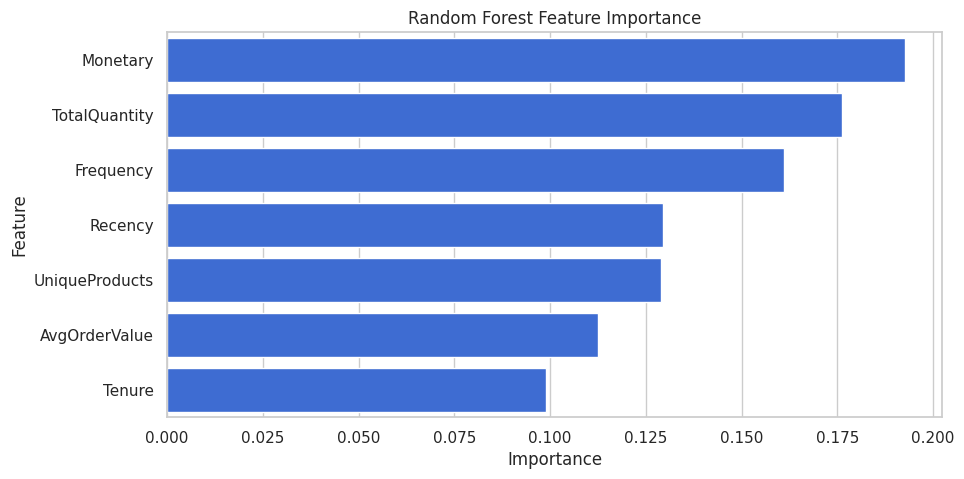 Random Forest Feature Importance
Feature
Monetary
TotalQuantity
Frequency
Recency
UniqueProducts
AvgOrderValue
Tenure
0.000 0.025 0.050 0.075 0.100 0.125 0.150 0.175 0.200
Importance